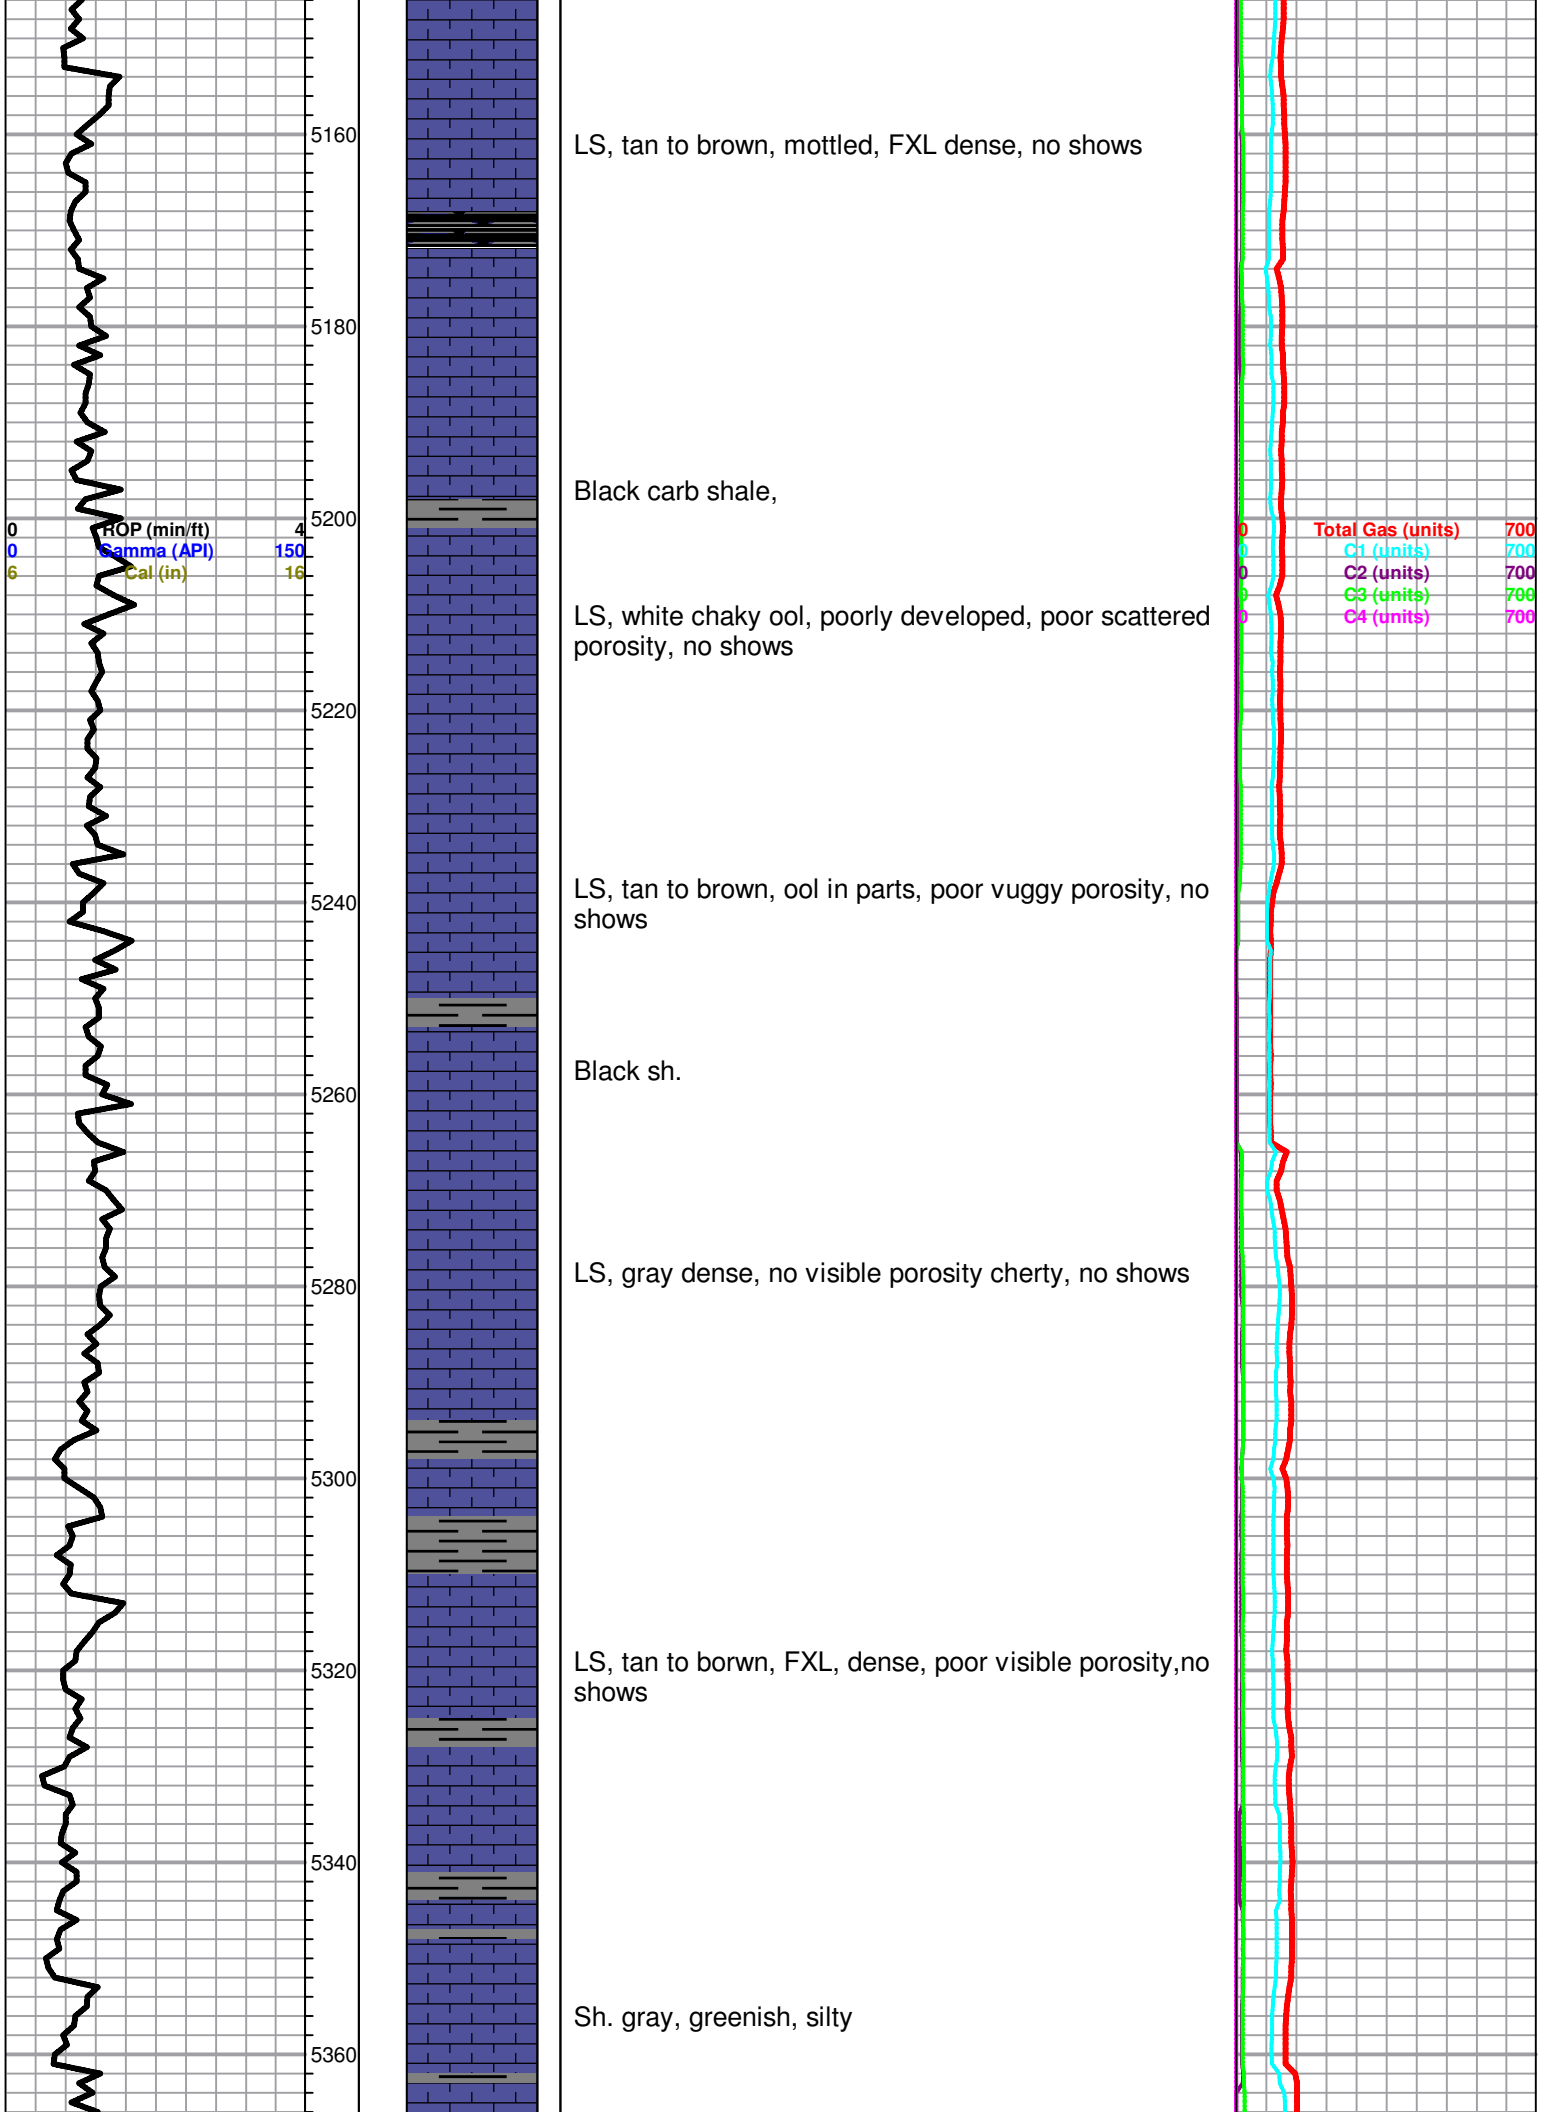 5160
LS, tan to brown, mottled, FXL dense, no shows
5180
Black carb shale,
5200
0 ROP (min/ft) 4
0 Gamma (API) 150
6 Cal (in) 16
0 Total Gas (units) 700
0 C1 (units) 700
0 C2 (units) 700
0 C3 (units) 700
0 C4 (units) 700
LS, white chaky ool, poorly developed, poor scattered
porosity, no shows
5220
LS, tan to brown, ool in parts, poor vuggy porosity, no
shows
5240
Black sh.
5260
LS, gray dense, no visible porosity cherty, no shows
5280
5300
LS, tan to borwn, FXL, dense, poor visible porosity,no
shows
5320
5340
Sh. gray, greenish, silty
5360